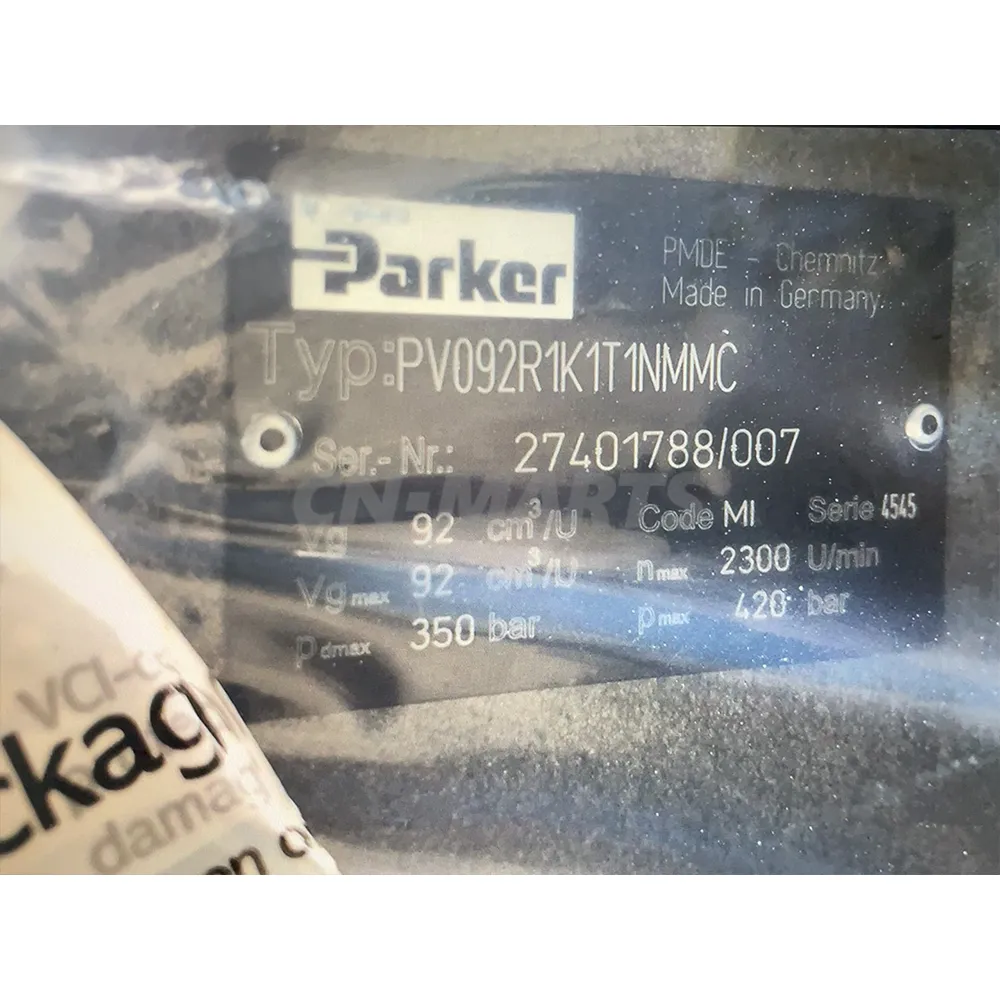 Parker
PMDE - Chemnitz
Made in Germany
Typ: PV092R1K1T1NMMC
Ser.-Nr.: 27401788/007
CN-MARTS
Vg 92 cm³/U Code MI Serie 4545
Vg max 92 cm³/U n max 2300 U/min
p dmax 350 bar p max 420 bar
VCI-
ckag
damag
on